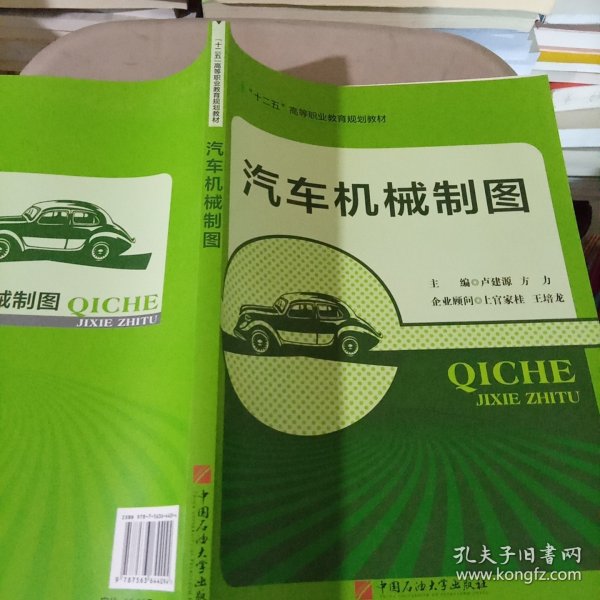 "十二五"高等职业教育规划教材
汽车机械制图
主 编◎卢建源 方 力
企业顾问◎上官家桂 王培龙
QICHE
JIXIE ZHITU
中国石油大学出版社
「十二五」高等职业教育规划教材
汽车机械制图
中国石油大学出版社
械制图 QICHE
JIXIE ZHITU
孔夫子旧书网
www.kongfz.com